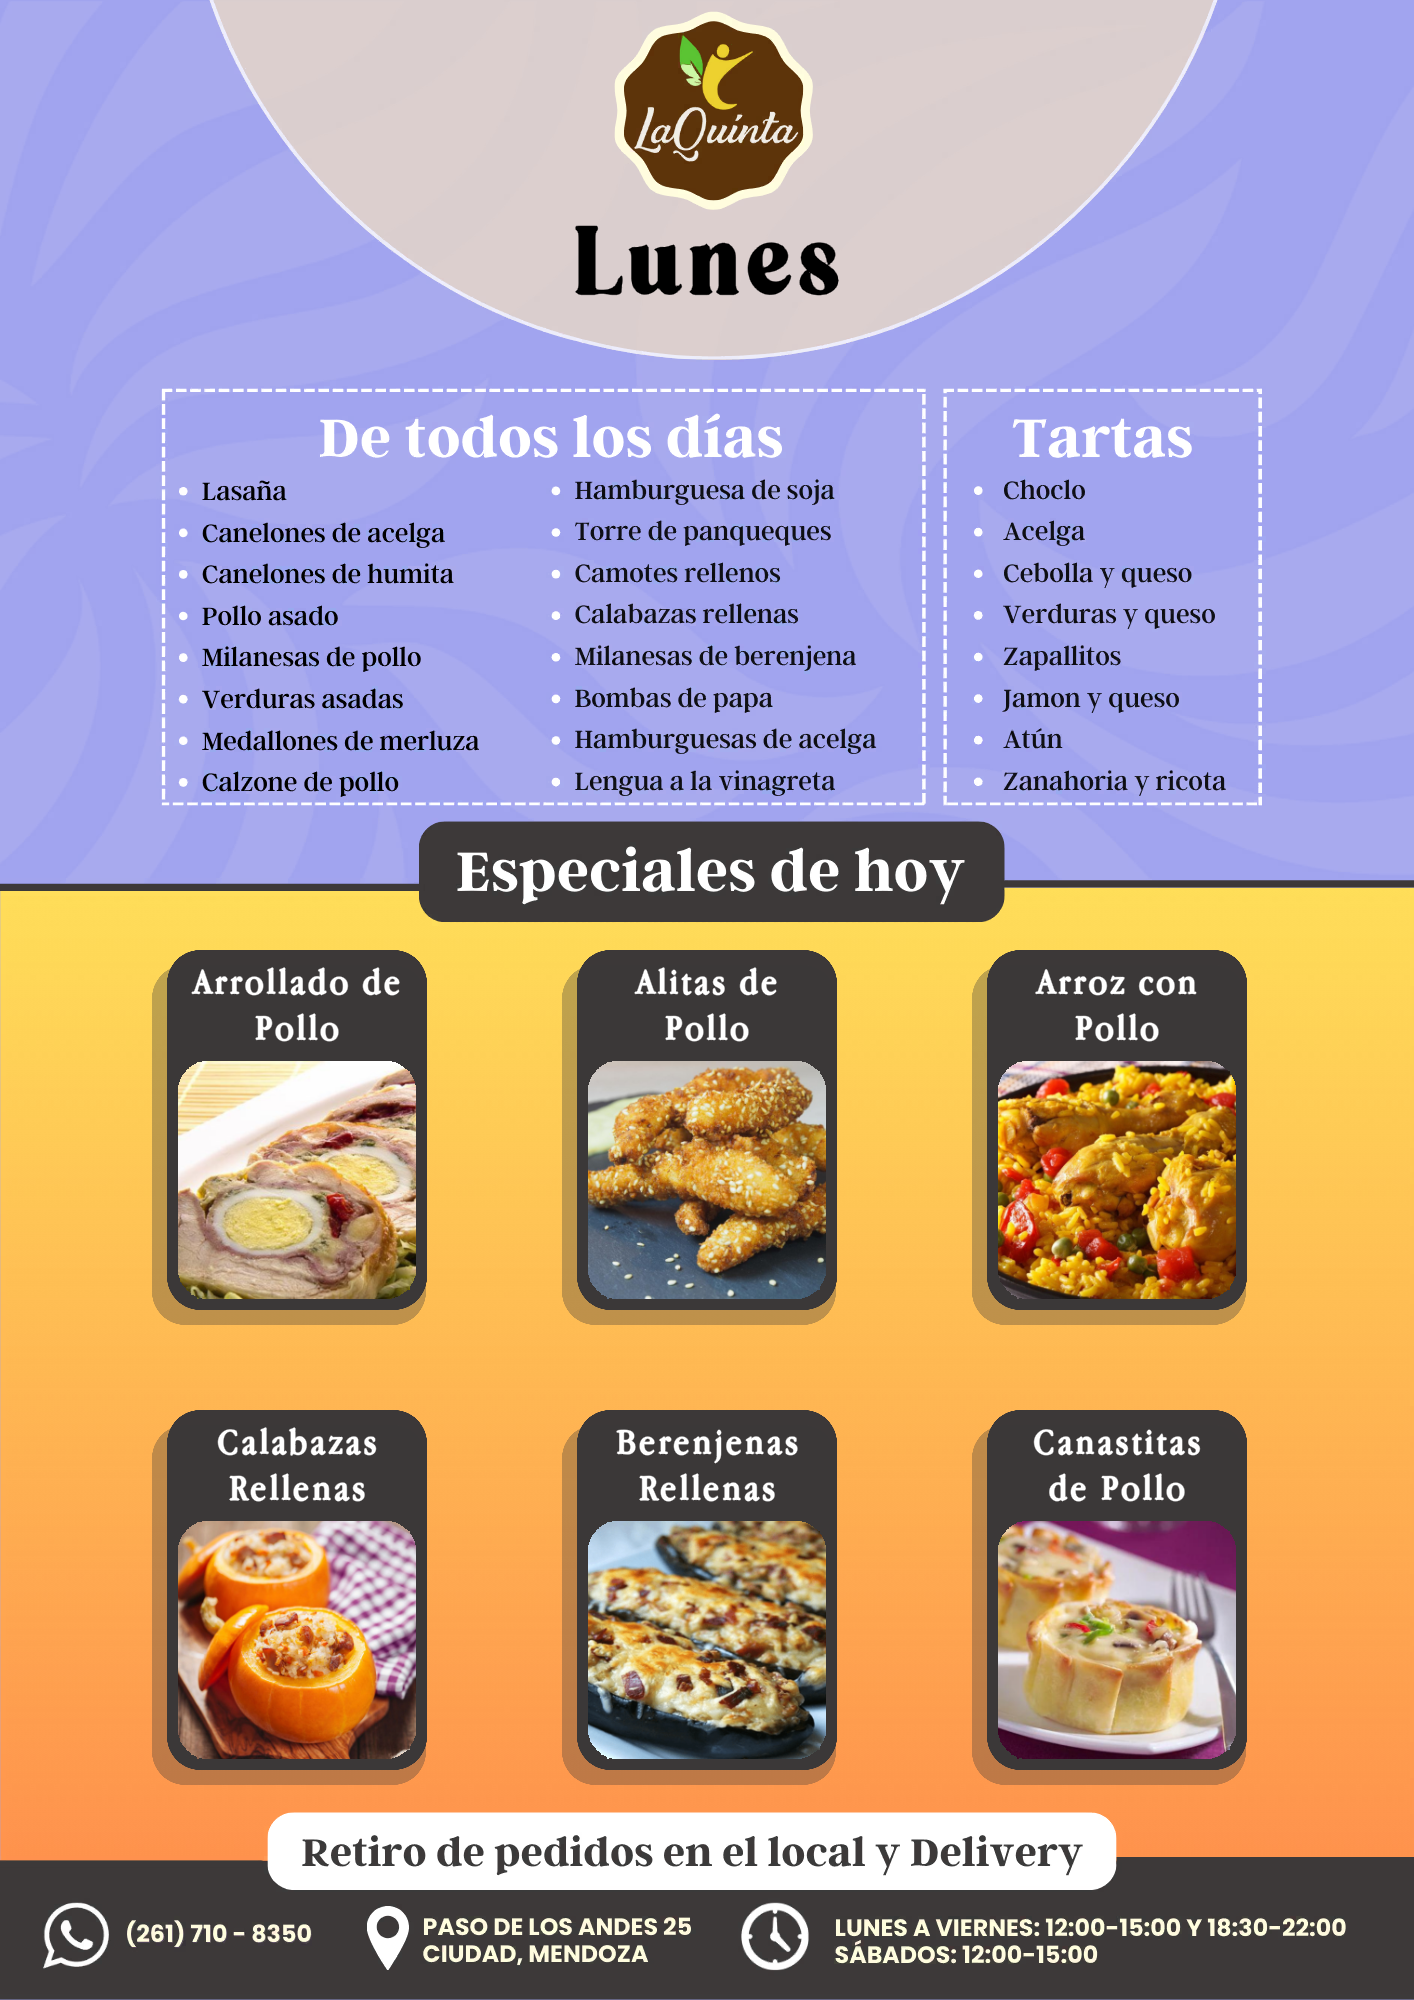 LaQuinta
Lunes
De todos los días
Lasaña
Canelones de acelga
Canelones de humita
Pollo asado
Milanesas de pollo
Verduras asadas
Medallones de merluza
Calzone de pollo
Hamburguesa de soja
Torre de panqueques
Camotes rellenos
Calabazas rellenas
Milanesas de berenjena
Bombas de papa
Hamburguesas de acelga
Lengua a la vinagreta
Tartas
Choclo
Acelga
Cebolla y queso
Verduras y queso
Zapallitos
Jamon y queso
Atún
Zanahoria y ricota
Especiales de hoy
Arrollado de
Pollo
Alitas de
Pollo
Arroz con
Pollo
Calabazas
Rellenas
Berenjenas
Rellenas
Canastitas
de Pollo
Retiro de pedidos en el local y Delivery
(261) 710 - 8350
PASO DE LOS ANDES 25
CIUDAD, MENDOZA
LUNES A VIERNES: 12:00-15:00 Y 18:30-22:00
SÁBADOS: 12:00-15:00